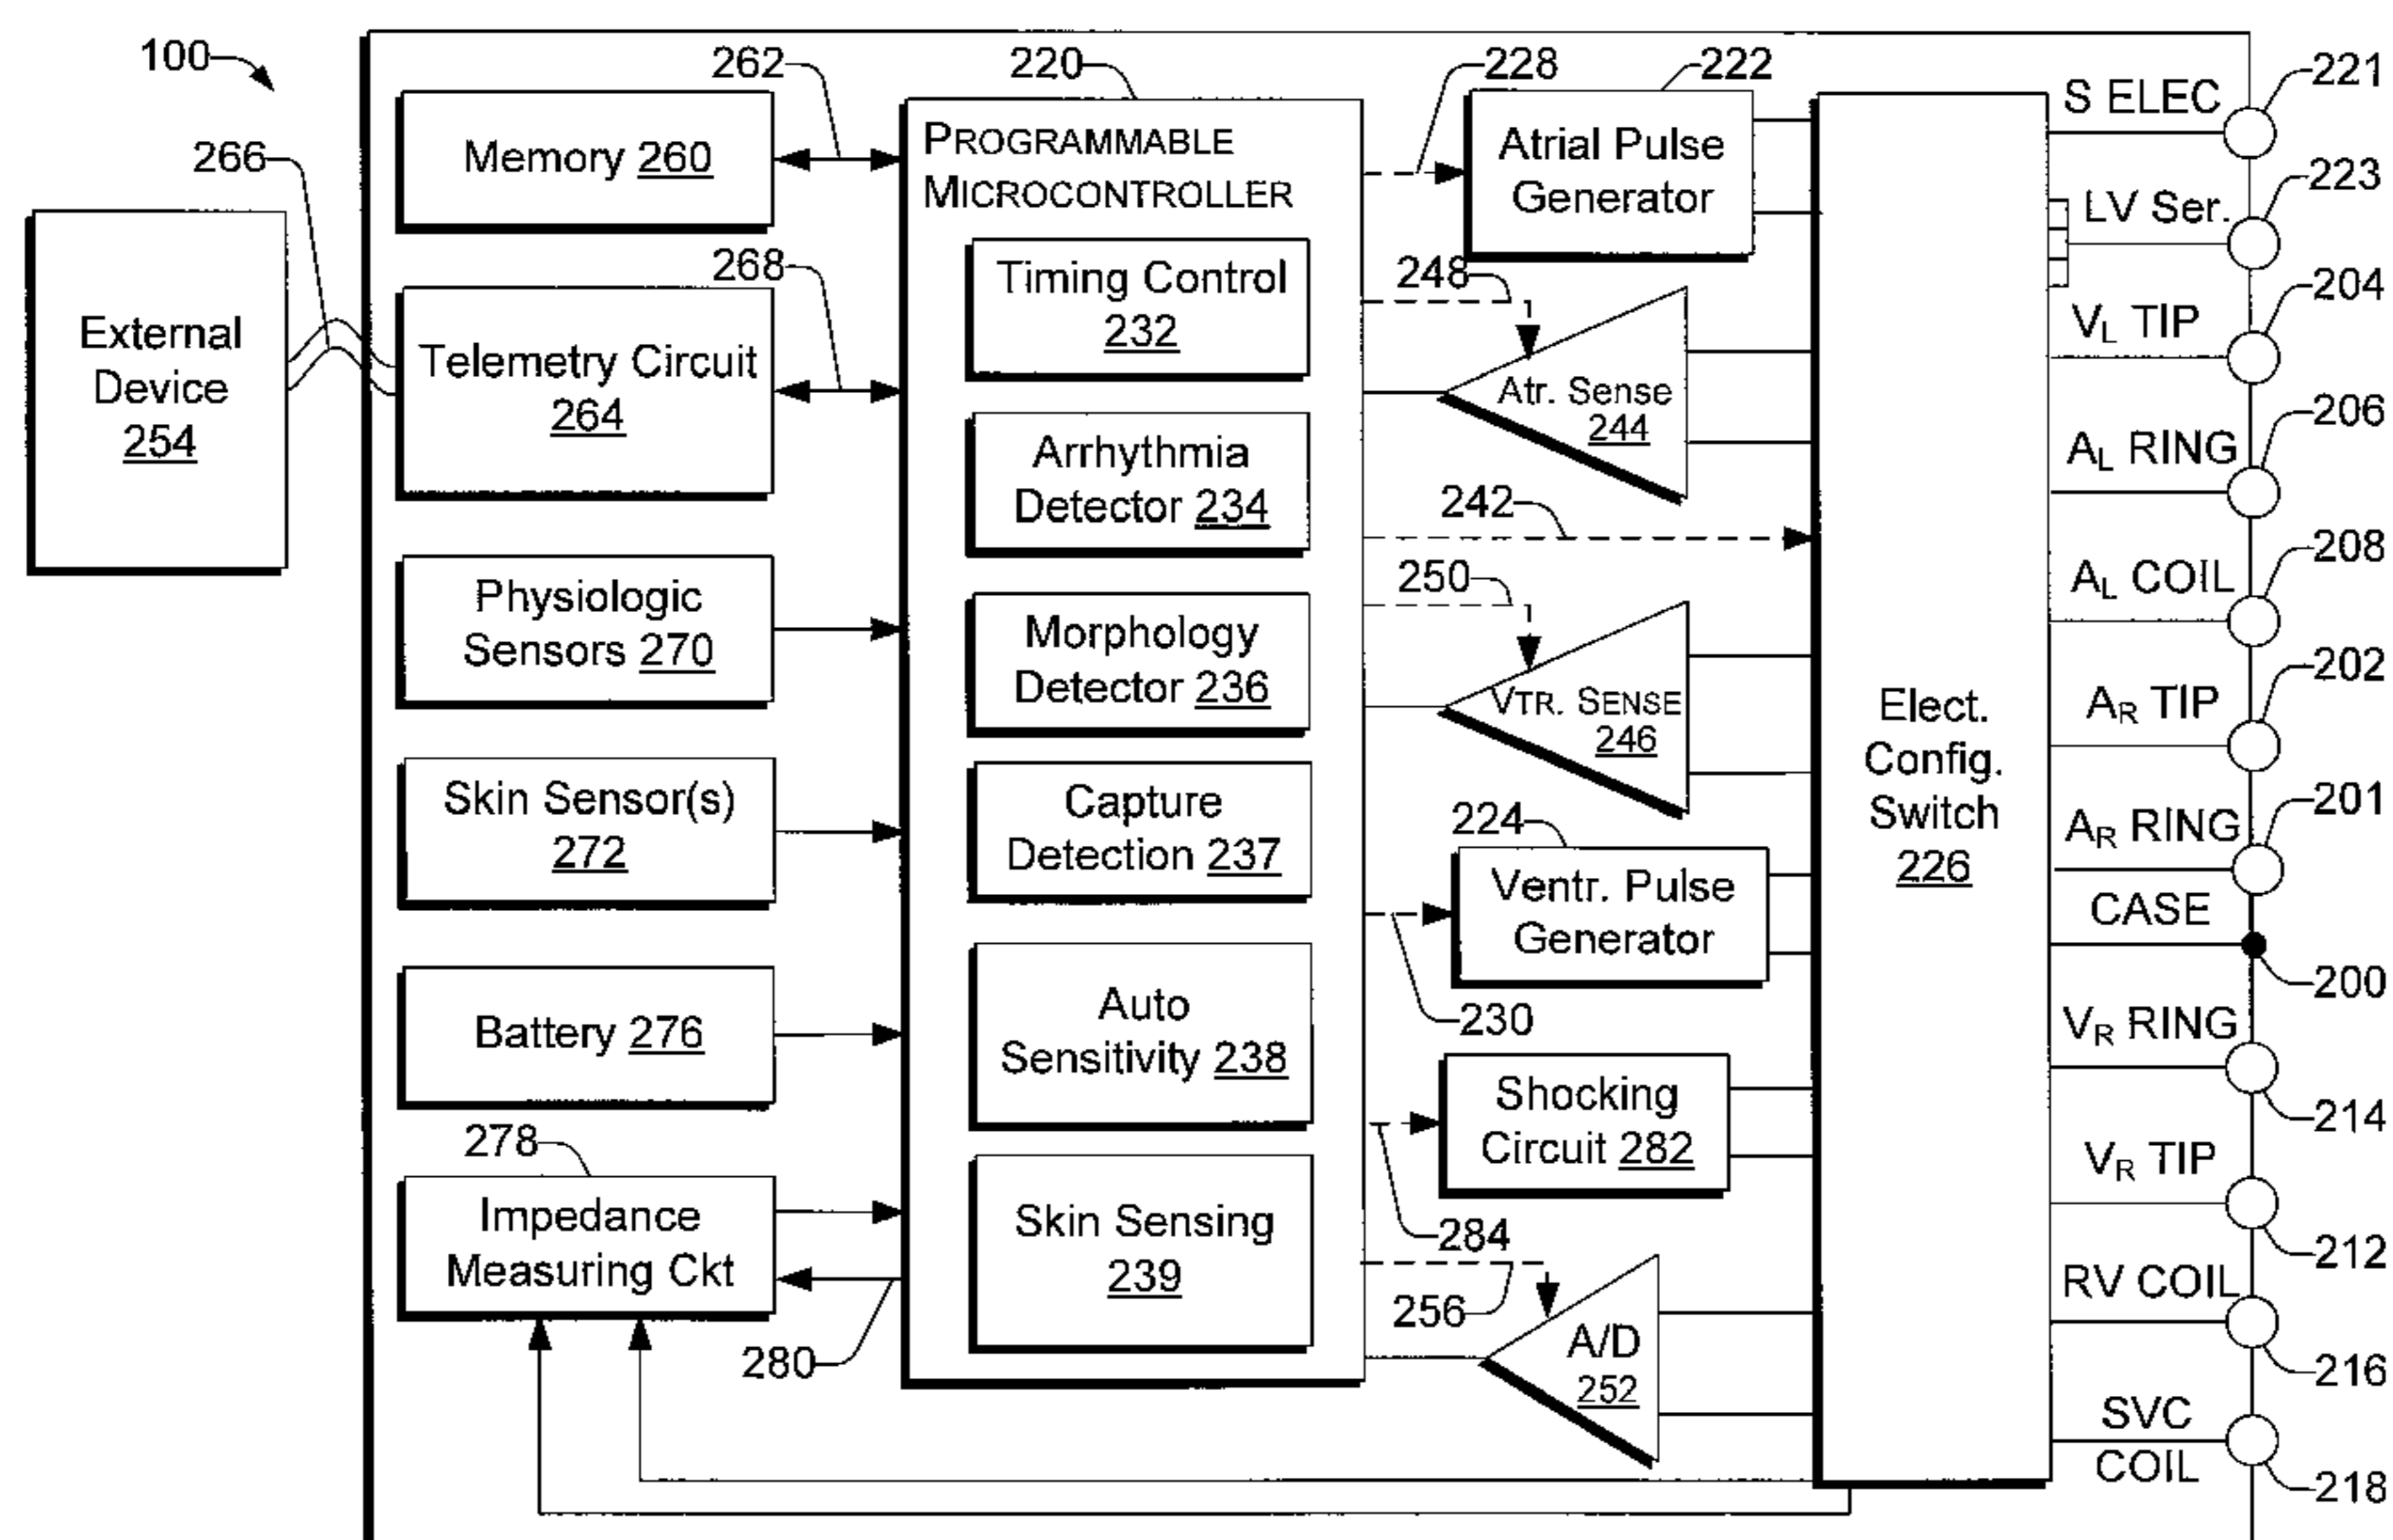 100
262
220
228
222
221
S ELEC
Memory 260
PROGRAMMABLE
MICROCONTROLLER
Atrial Pulse
Generator
223
LV Ser.
266
External
Device
254
268
Telemetry Circuit
264
Timing Control
232
248
Atr. Sense
244
204
VL TIP
206
AL RING
Arrhythmia
Detector 234
242
208
AL COIL
Physiologic
Sensors 270
Morphology
Detector 236
250
VTR. SENSE
246
Elect.
Config.
Switch
226
202
AR TIP
Skin Sensor(s)
272
Capture
Detection 237
224
Ventr. Pulse
Generator
201
AR RING
CASE
200
230
Battery 276
Auto
Sensitivity 238
Shocking
Circuit 282
VR RING
214
278
Impedance
Measuring Ckt
280
Skin Sensing
239
284
256
A/D
252
VR TIP
212
RV COIL
216
SVC
COIL
218